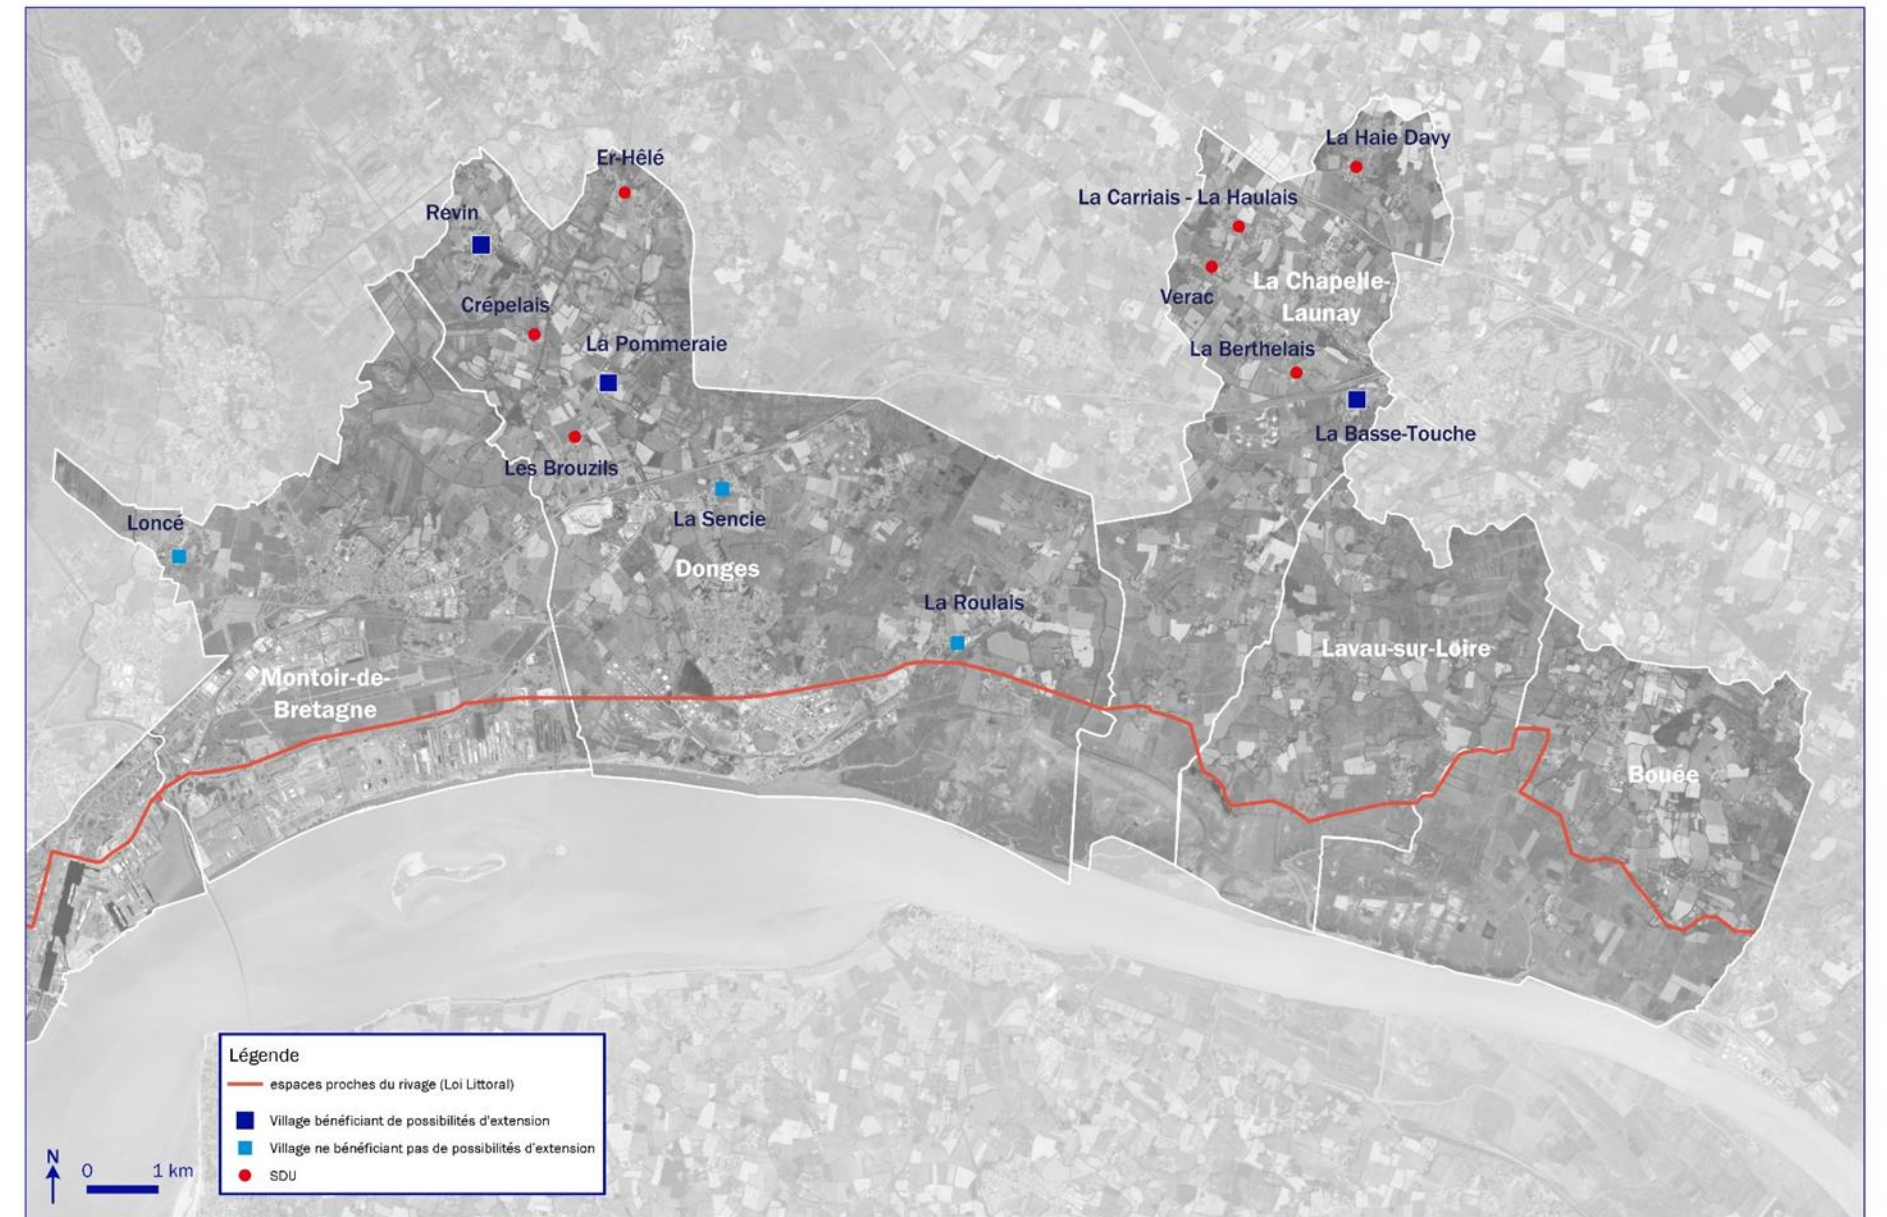 La Haie Davy
Er-Hêlé
La Carriais - La Haulais
Revin
La Chapelle-
Launay
Verac
Crépelais
La Pommeraie
La Berthelais
La Basse-Touche
Les Brouzils
La Sencie
Loncé
Donges
La Roulais
Lavau-sur-Loire
Montoir-de-
Bretagne
Bouée
Légende
espaces proches du rivage (Loi Littoral)
Village bénéficiant de possibilités d'extension
Village ne bénéficiant pas de possibilités d'extension
SDU
N
0 1 km